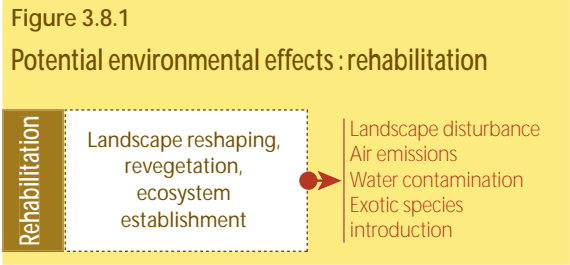 Figure 3.8.1
Potential environmental effects : rehabilitation
Rehabilitation
Landscape reshaping,
revegetation,
ecosystem
establishment
Landscape disturbance
Air emissions
Water contamination
Exotic species
introduction